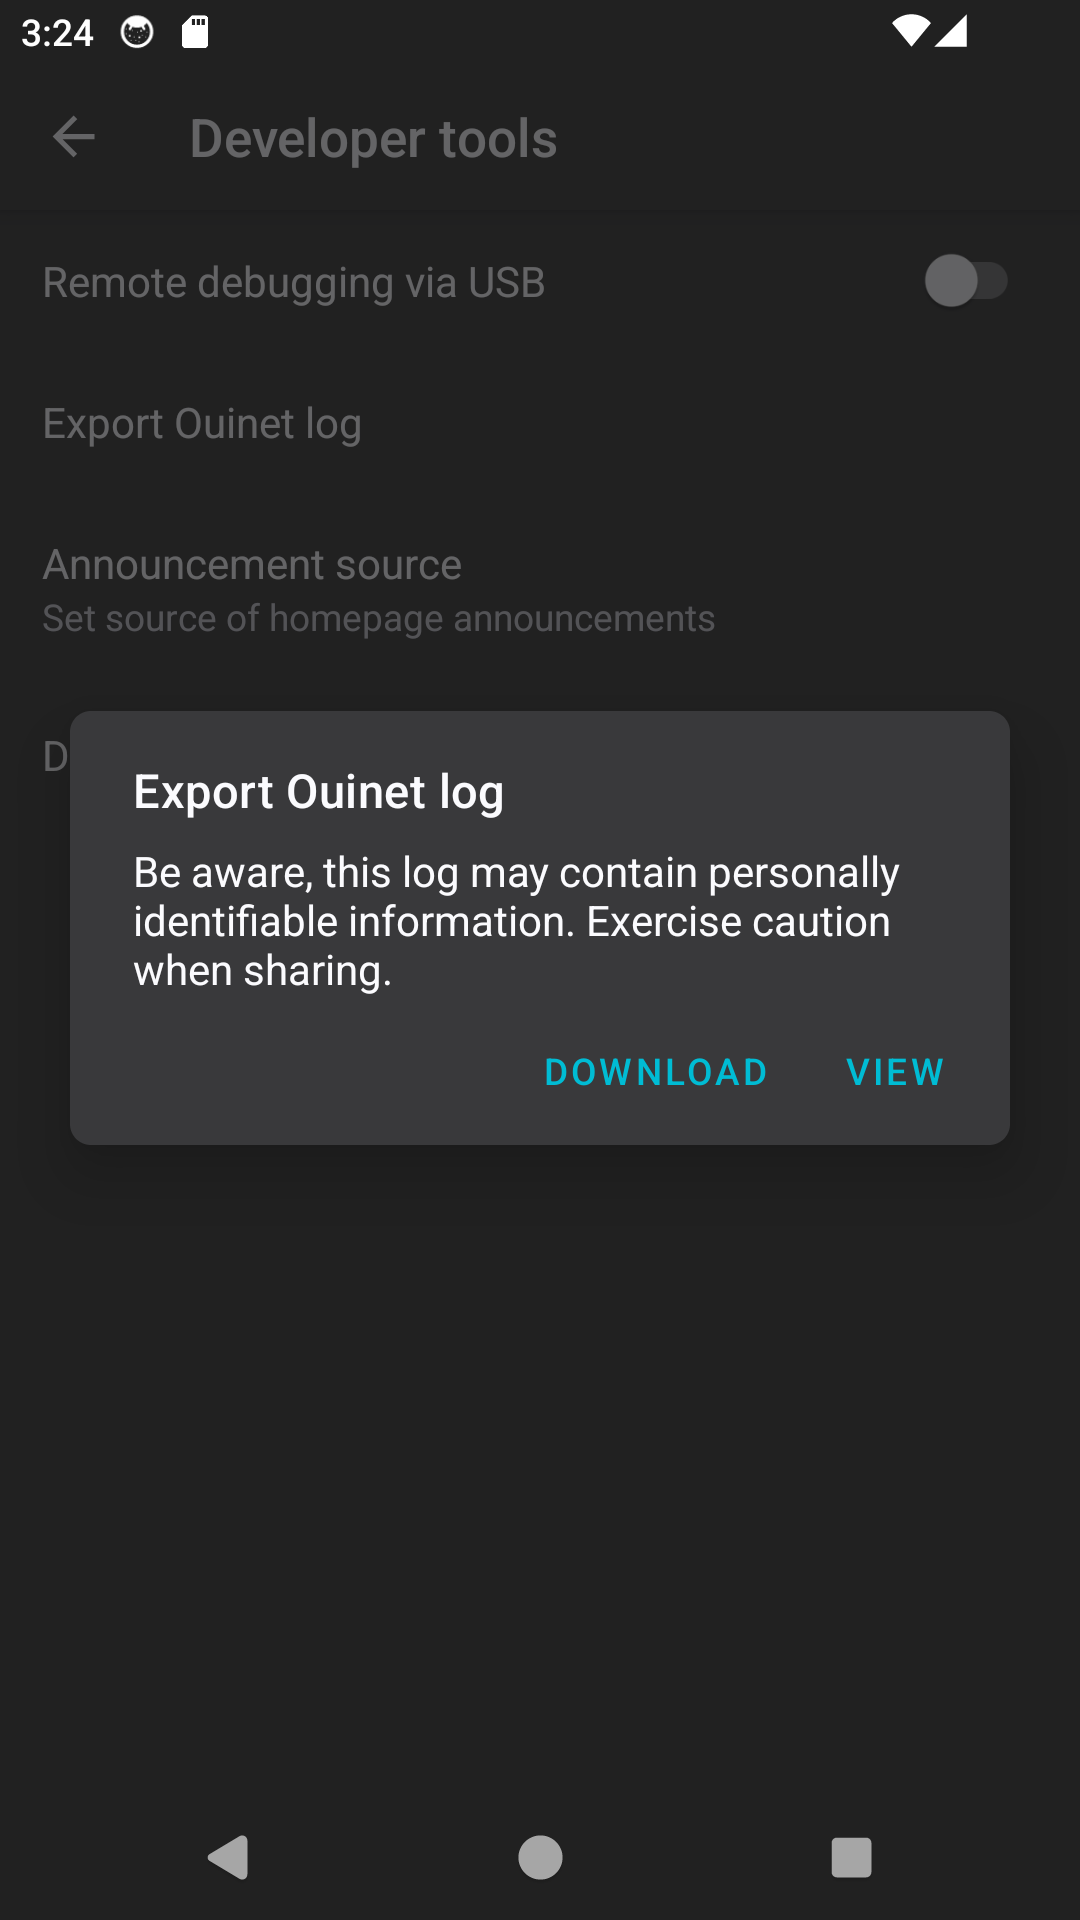 3:24
Developer tools
Remote debugging via USB
Export Ouinet log
Announcement source
Set source of homepage announcements
D
Export Ouinet log
Be aware, this log may contain personally
identifiable information. Exercise caution
when sharing.
DOWNLOAD VIEW